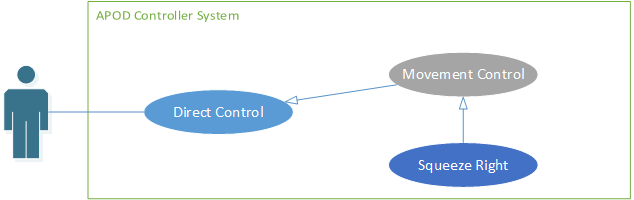 APOD Controller System
Movement Control
Direct Control
Squeeze Right